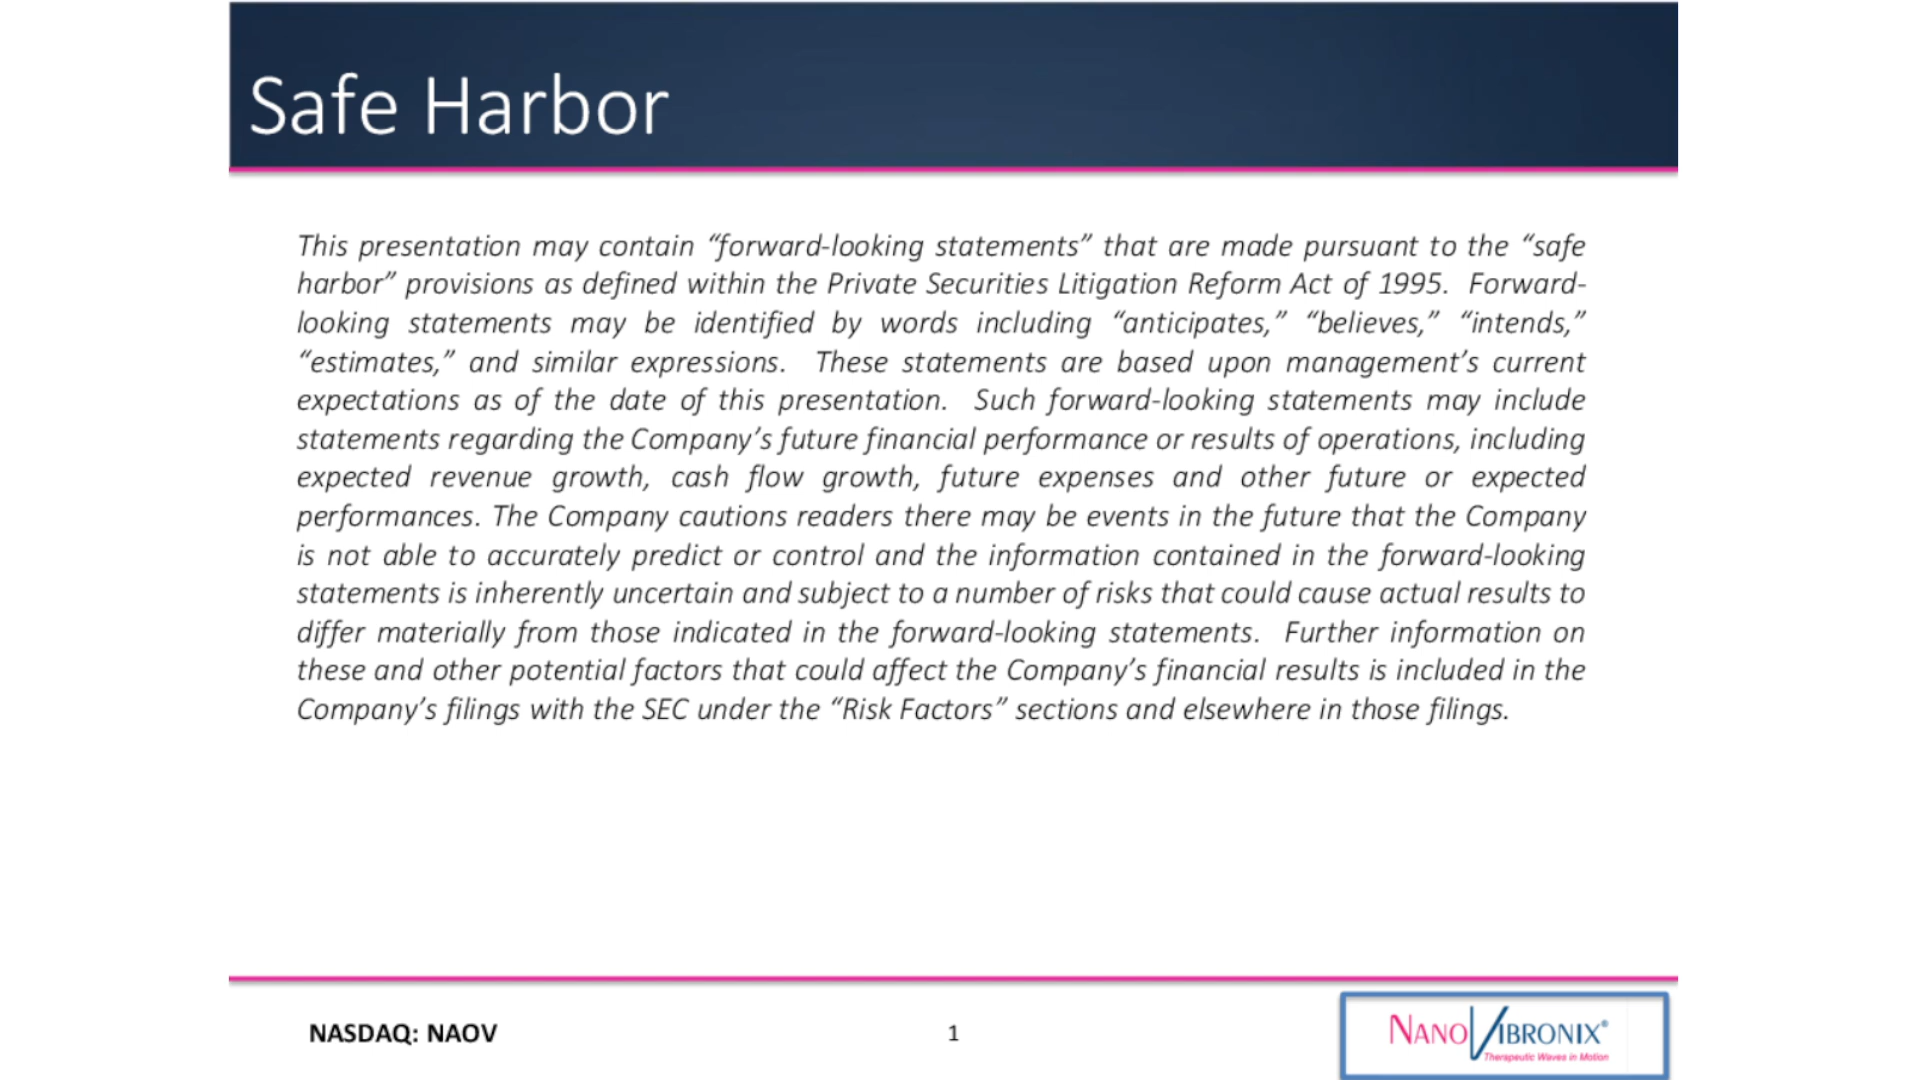 Safe Harbor
This presentation may contain “forward-looking statements” that are made pursuant to the “safe
harbor” provisions as defined within the Private Securities Litigation Reform Act of 1995.  Forward-
looking statements may be identified by words including “anticipates,” “believes,” “intends,”
“estimates,” and similar expressions.  These statements are based upon management’s current
expectations as of the date of this presentation.  Such forward-looking statements may include
statements regarding the Company’s future financial performance or results of operations, including
expected revenue growth, cash flow growth, future expenses and other future or expected
performances. The Company cautions readers there may be events in the future that the Company
is not able to accurately predict or control and the information contained in the forward-looking
statements is inherently uncertain and subject to a number of risks that could cause actual results to
differ materially from those indicated in the forward-looking statements.  Further information on
these and other potential factors that could affect the Company’s financial results is included in the
Company’s filings with the SEC under the “Risk Factors” sections and elsewhere in those filings.
NASDAQ: NAOV
1
NANOVIBRONIX®
Therapeutic Waves in Motion